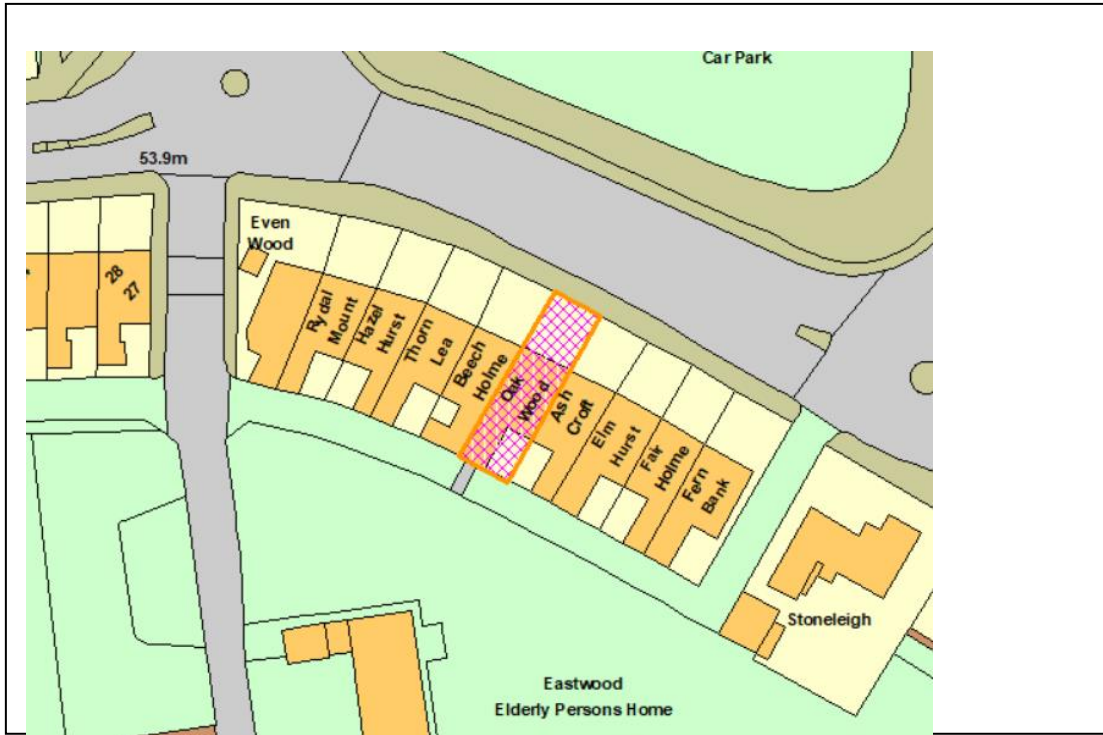 Car Park
53.9m
Even
Wood
28
27
Rydal
Mount
Hazel
Hurst
Thorn
Lea
Beech
Holme
Oak
Wood
Ash
Croft
Elm
Hurst
Fair
Holme
Fern
Bank
Stoneleigh
Eastwood
Elderly Persons Home